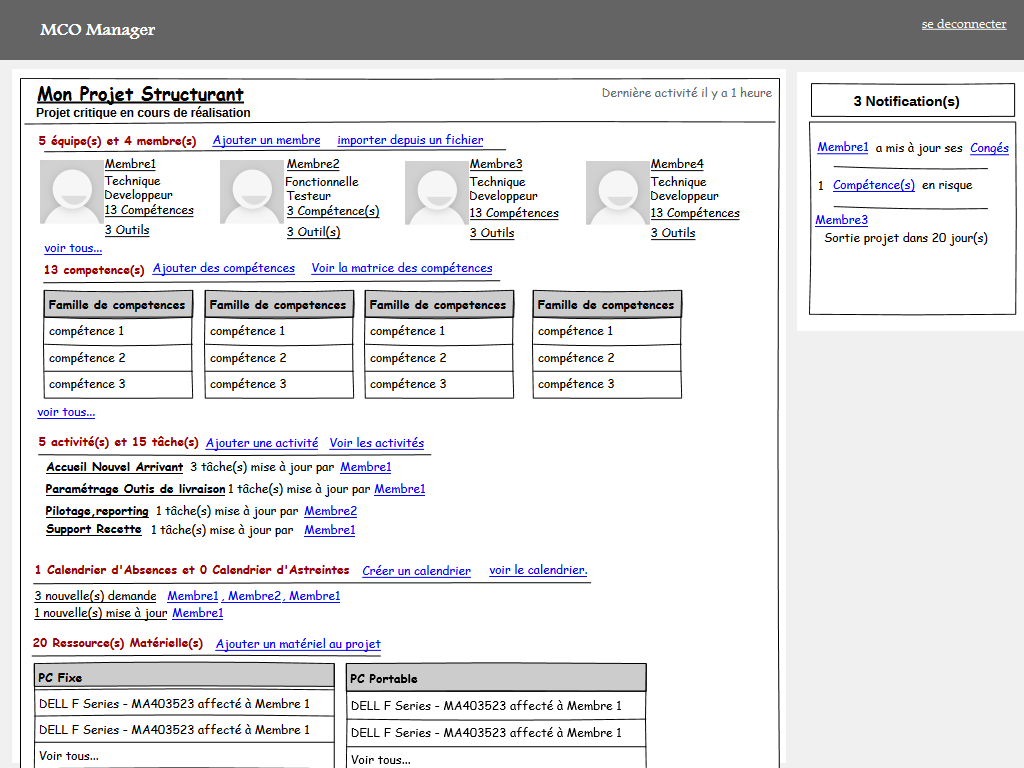 MCO Manager
se deconnecter
Mon Projet Structurant
Dernière activité il y a 1 heure
Projet critique en cours de réalisation
5 équipe(s) et 4 membre(s) Ajouter un membre importer depuis un fichier
Membre1 Membre2 Membre3 Membre4
Technique Fonctionnelle Technique Technique
Developpeur Testeur Developpeur Developpeur
13 Compétences 3 Compétence(s) 13 Compétences 13 Compétences
3 Outils 3 Outil(s) 3 Outils 3 Outils
voir tous...
13 competence(s) Ajouter des compétences Voir la matrice des compétences
Famille de competences Famille de competences Famille de competences Famille de competences
compétence 1 compétence 1 compétence 1 compétence 1
compétence 2 compétence 2 compétence 2 compétence 2
compétence 3 compétence 3 compétence 3 compétence 3
voir tous...
5 activité(s) et 15 tâche(s) Ajouter une activité Voir les activités
Accueil Nouvel Arrivant 3 tâche(s) mise à jour par Membre1
Paramétrage Outis de livraison 1 tâche(s) mise à jour par Membre1
Pilotage,reporting 1 tâche(s) mise à jour par Membre2
Support Recette 1 tâche(s) mise à jour par Membre1
1 Calendrier d'Absences et 0 Calendrier d'Astreintes Créer un calendrier voir le calendrier.
3 nouvelle(s) demande Membre1 , Membre2, Membre1
1 nouvelle(s) mise à jour Membre1
20 Ressource(s) Matérielle(s) Ajouter un matériel au projet
PC Fixe PC Portable
DELL F Series - MA403523 affecté à Membre 1 DELL F Series - MA403523 affecté à Membre 1
DELL F Series - MA403523 affecté à Membre 1 DELL F Series - MA403523 affecté à Membre 1
Voir tous... Voir tous...
3 Notification(s)
Membre1 a mis à jour ses Congés
1 Compétence(s) en risque
Membre3
Sortie projet dans 20 jour(s)